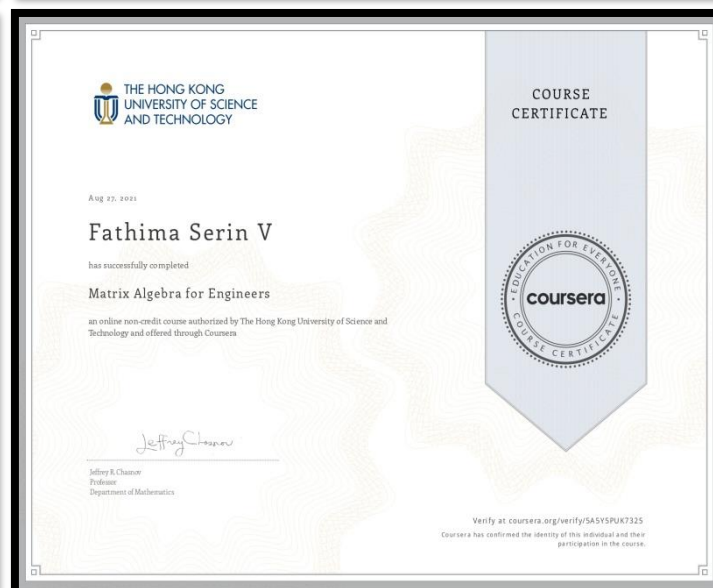 THE HONG KONG
UNIVERSITY OF SCIENCE
AND TECHNOLOGY
COURSE
CERTIFICATE
Aug 27, 2021
Fathima Serin V
has successfully completed
Matrix Algebra for Engineers
an online non-credit course authorized by The Hong Kong University of Science and
Technology and offered through Coursera
EDUCATION FOR EVERYONE
coursera
COURSE CERTIFICATE
Jeffrey Chasnov
Jeffrey R. Chasnov
Professor
Department of Mathematics
Verify at coursera.org/verify/5A5YSPUK7325
Coursera has confirmed the identity of this individual and their
participation in the course.